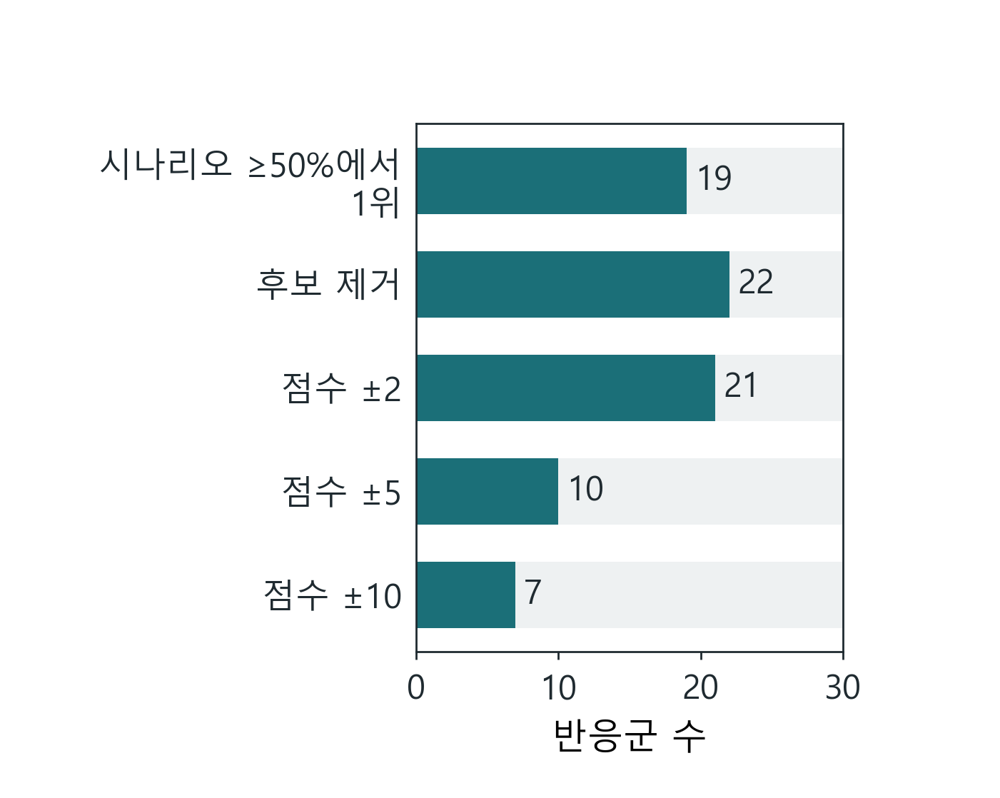 시나리오 ≥50%에서
1위
19
후보 제거
22
점수 ±2
21
점수 ±5
10
점수 ±10
7
0 10 20 30
반응군 수